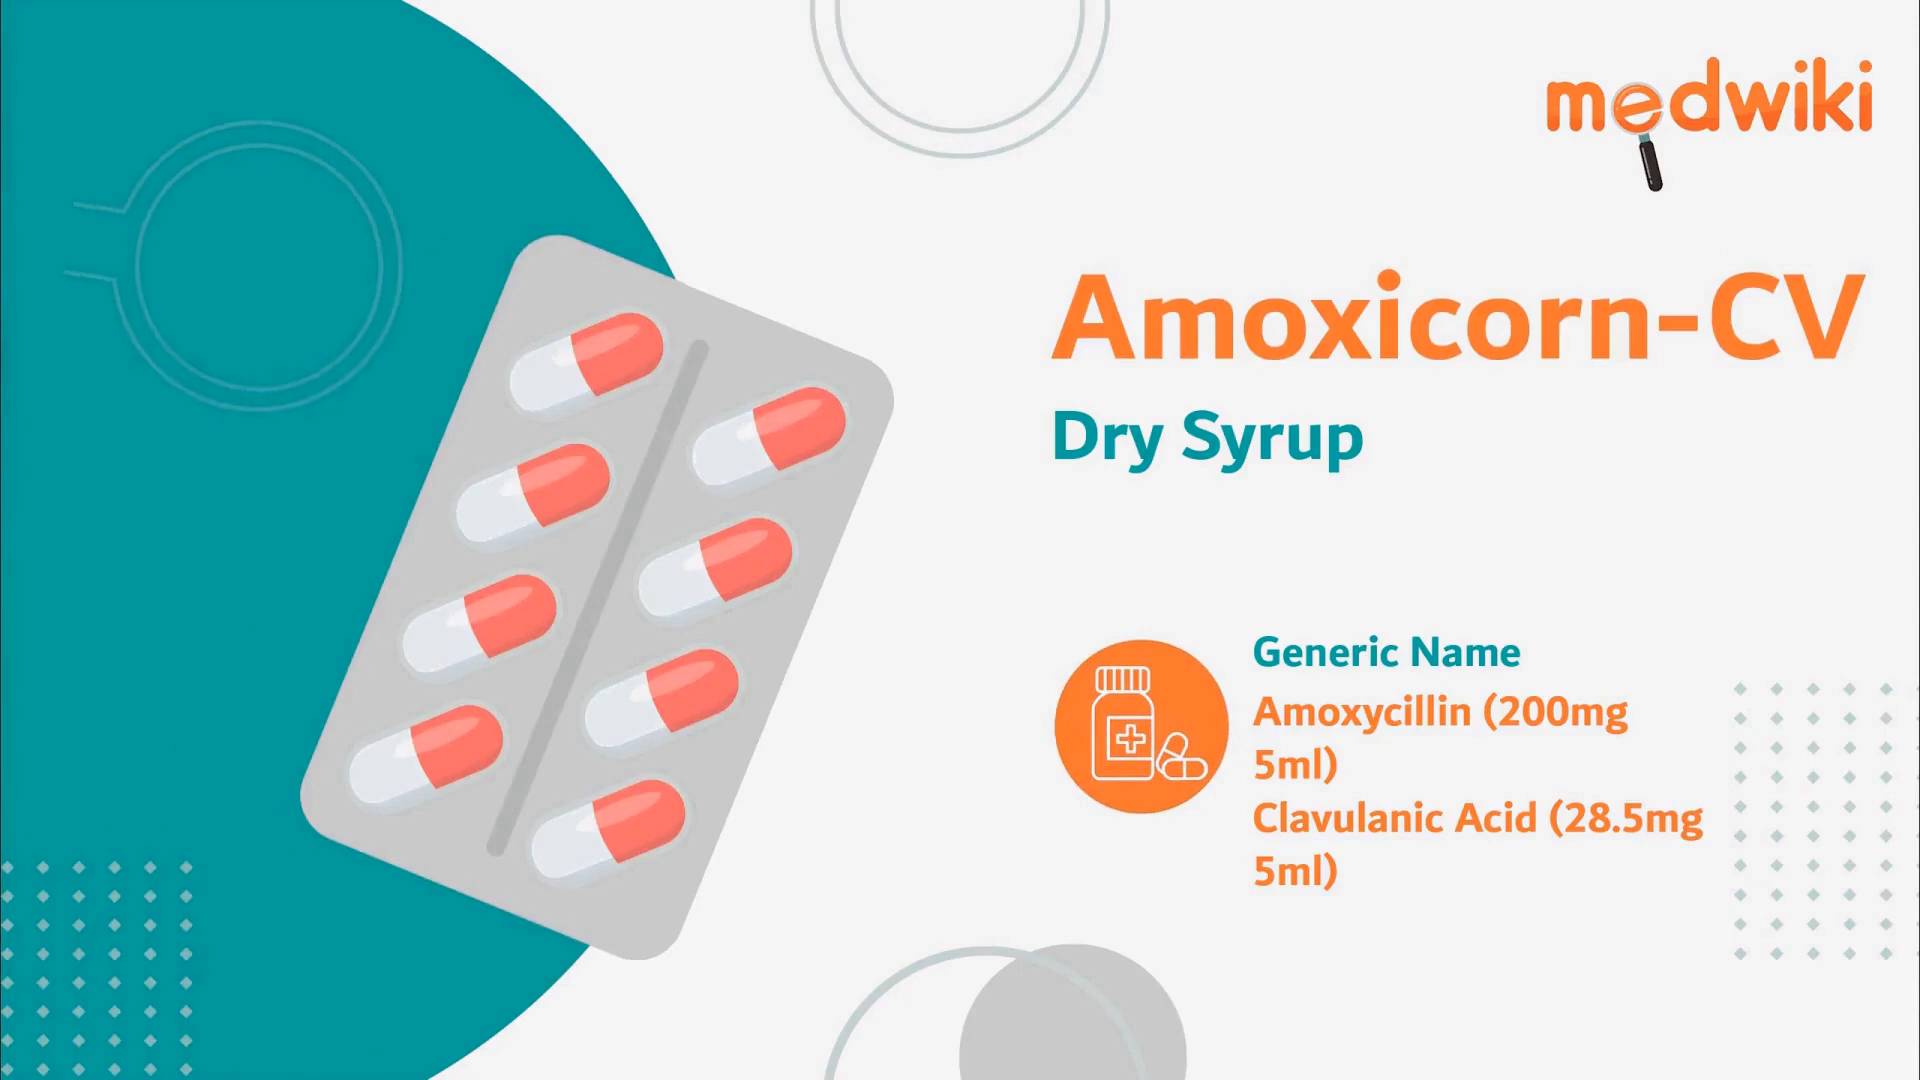 medwiki
Amoxicorn-CV
Dry Syrup
Generic Name
Amoxycillin (200mg
5ml)
Clavulanic Acid (28.5mg
5ml)